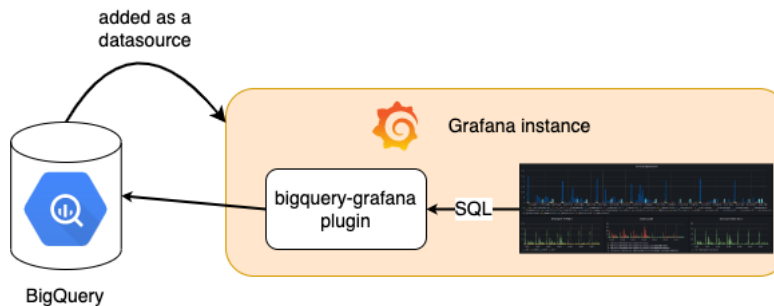 added as a
datasource
Grafana instance
bigquery-grafana
plugin
SQL
BigQuery